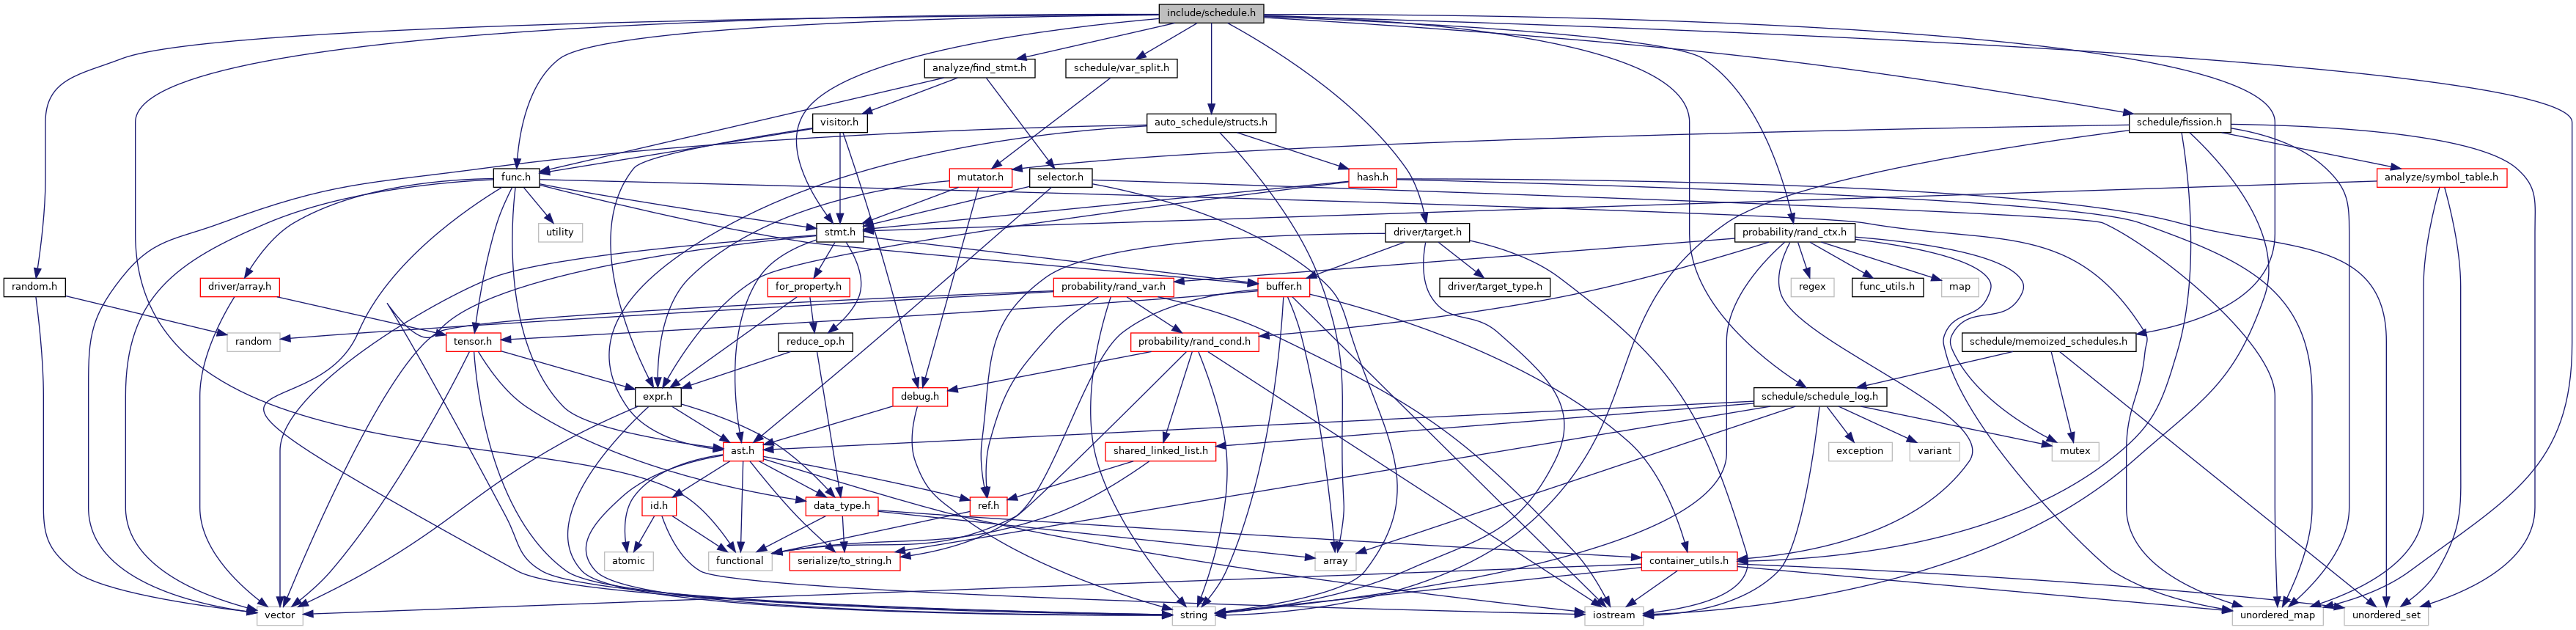 include/schedule.h
analyze/find_stmt.h
schedule/var_split.h
visitor.h
auto_schedule/structs.h
schedule/fission.h
func.h
mutator.h
selector.h
hash.h
analyze/symbol_table.h
utility
stmt.h
driver/target.h
probability/rand_ctx.h
random.h
driver/array.h
for_property.h
probability/rand_var.h
buffer.h
driver/target_type.h
regex
func_utils.h
map
random
tensor.h
reduce_op.h
probability/rand_cond.h
schedule/memoized_schedules.h
expr.h
debug.h
schedule/schedule_log.h
ast.h
shared_linked_list.h
exception
variant
mutex
id.h
data_type.h
ref.h
atomic
functional
serialize/to_string.h
array
container_utils.h
vector
string
iostream
unordered_map
unordered_set